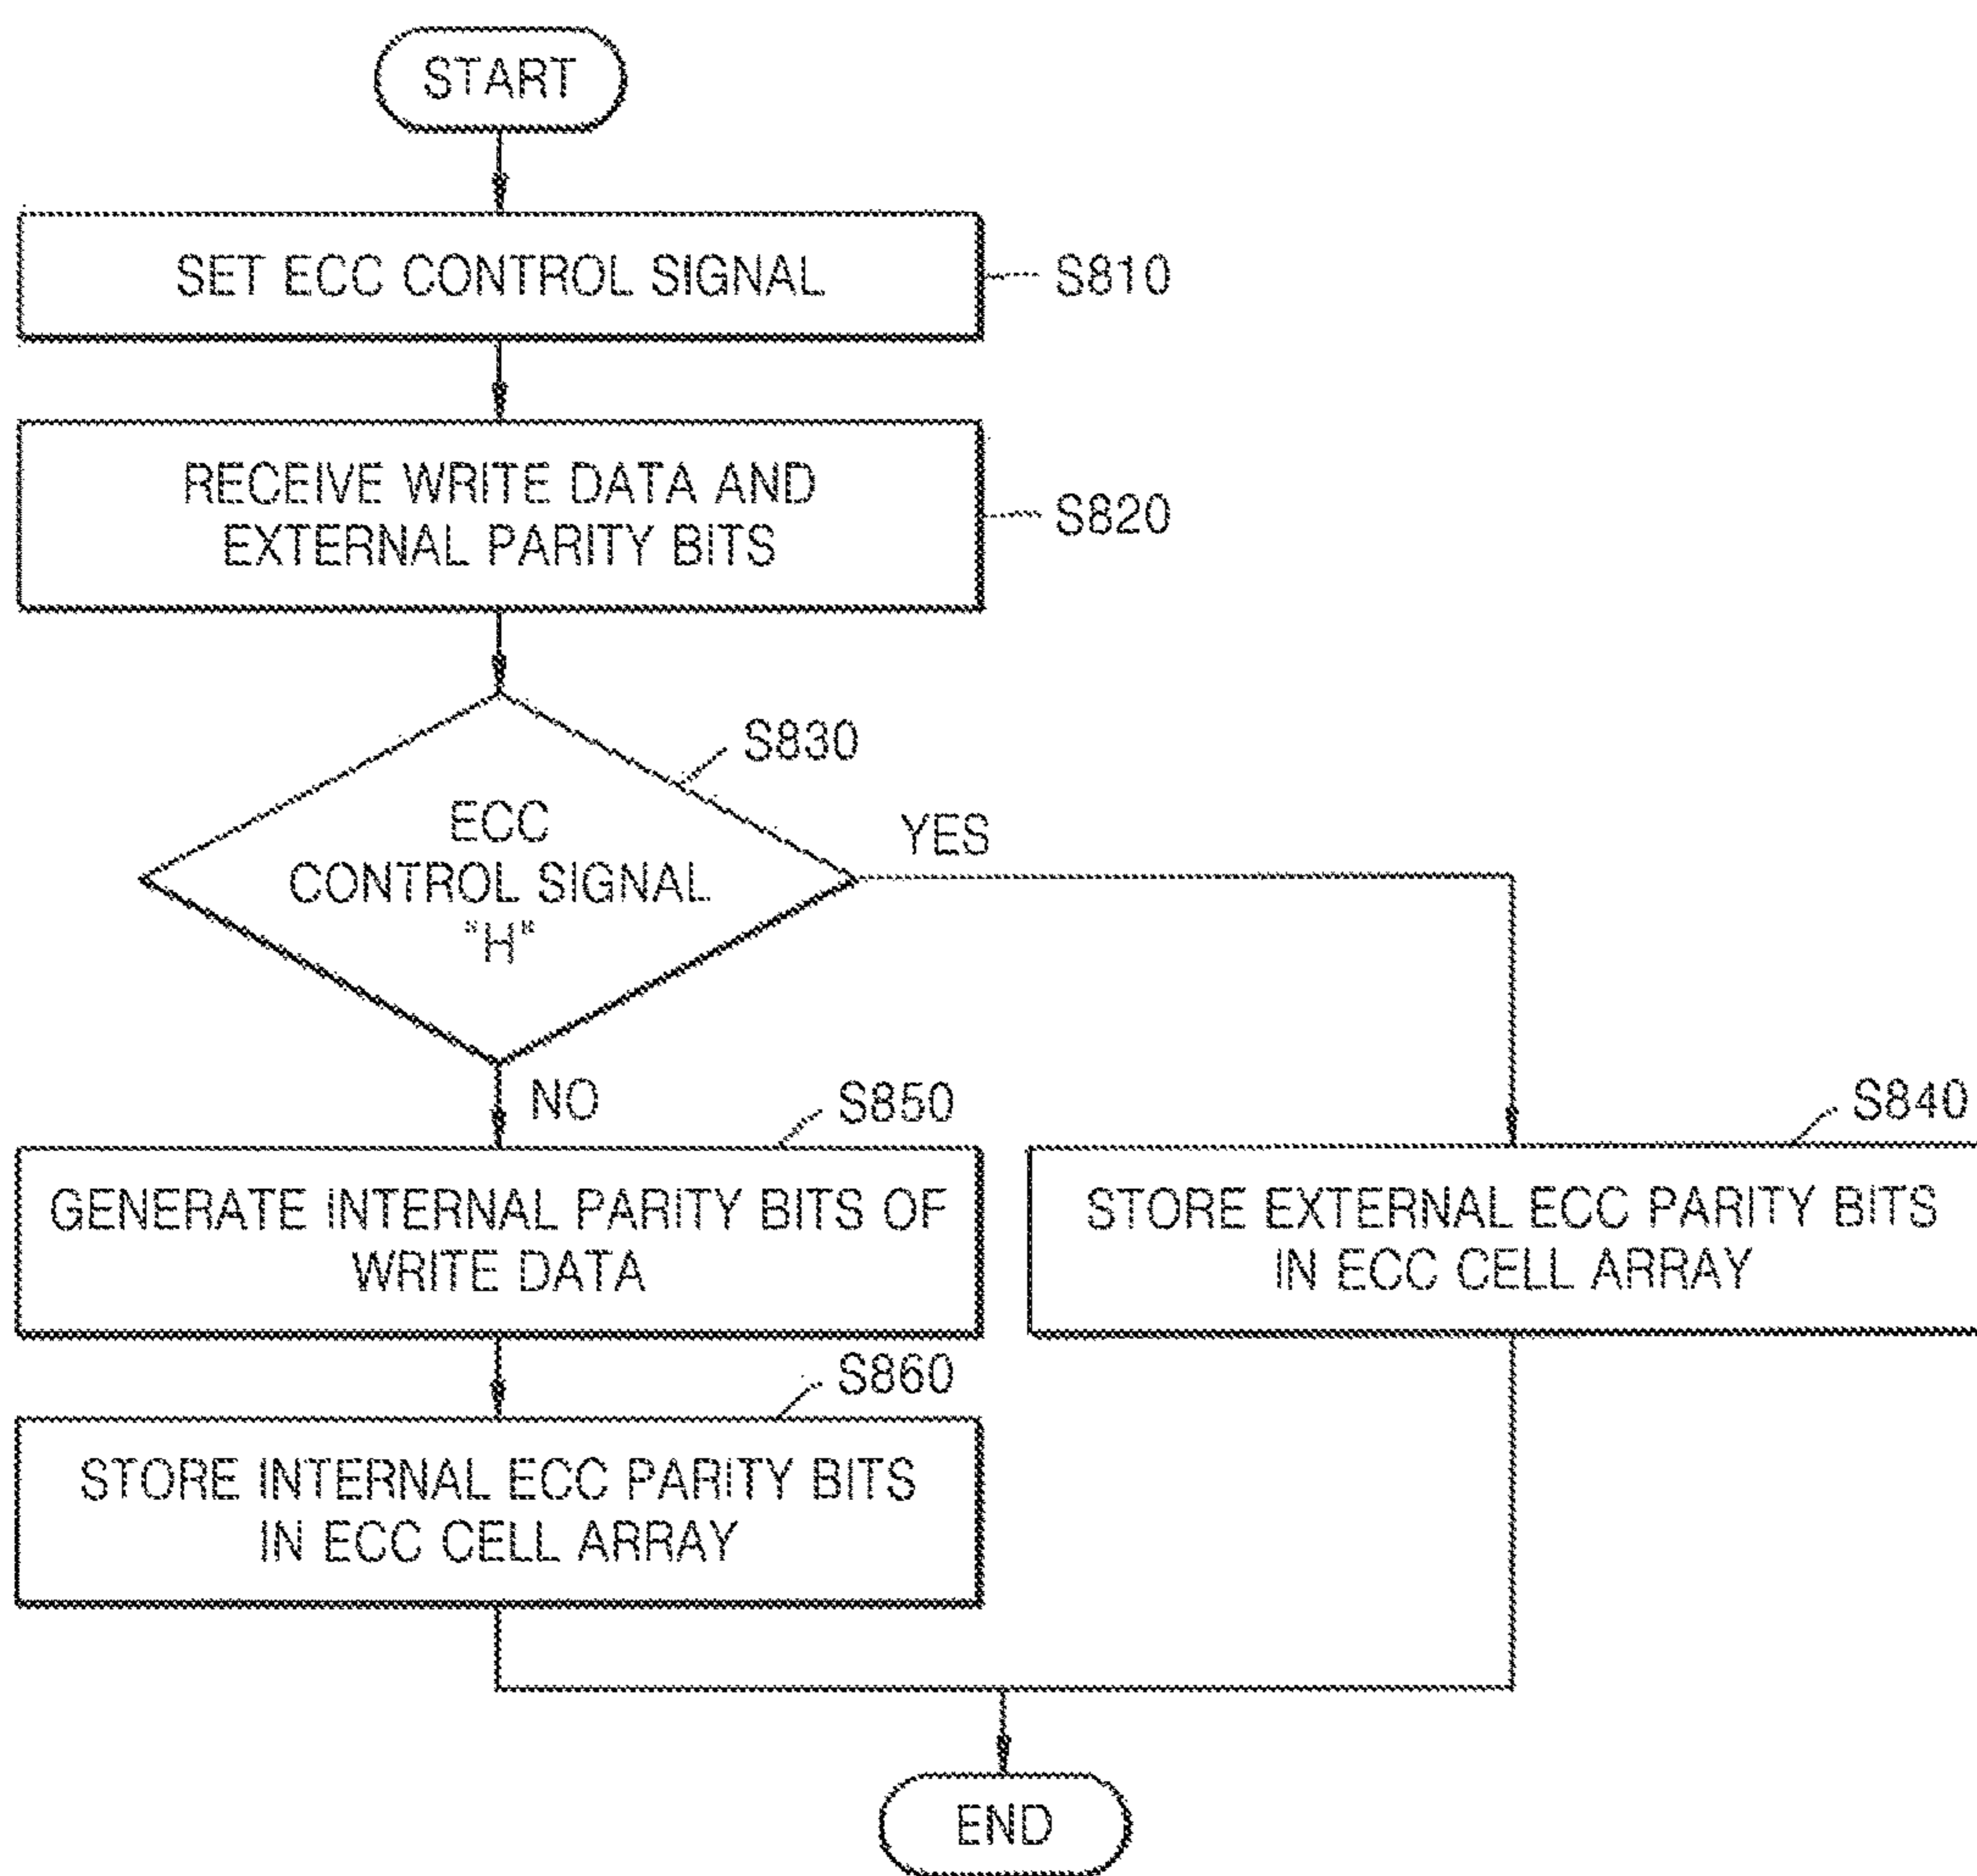 START
SET ECC CONTROL SIGNAL
S810
RECEIVE WRITE DATA AND
EXTERNAL PARITY BITS
S820
S830
ECC
CONTROL SIGNAL
"H"
YES
NO
S850
GENERATE INTERNAL PARITY BITS OF
WRITE DATA
S840
STORE EXTERNAL ECC PARITY BITS
IN ECC CELL ARRAY
S860
STORE INTERNAL ECC PARITY BITS
IN ECC CELL ARRAY
END